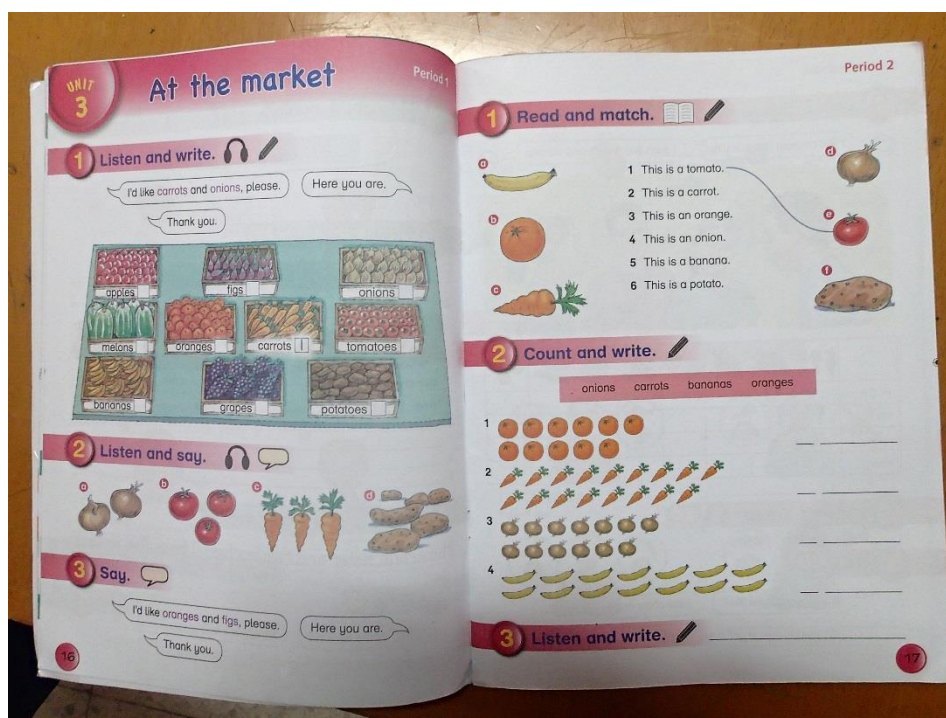 UNIT
3
At the market
Period 1
1 Listen and write.
I'd like carrots and onions, please.
Here you are.
Thank you.
apples
figs
onions
melons
oranges
carrots 1
tomatoes
bananas
grapes
potatoes
2 Listen and say.
a
b
c
d
3 Say.
I'd like oranges and figs, please.
Here you are.
Thank you.
16
Period 2
1 Read and match.
a
b
c
1 This is a tomato.
2 This is a carrot.
3 This is an orange.
4 This is an onion.
5 This is a banana.
6 This is a potato.
d
e
f
2 Count and write.
onions carrots bananas oranges
1
2
3
4
3 Listen and write.
17